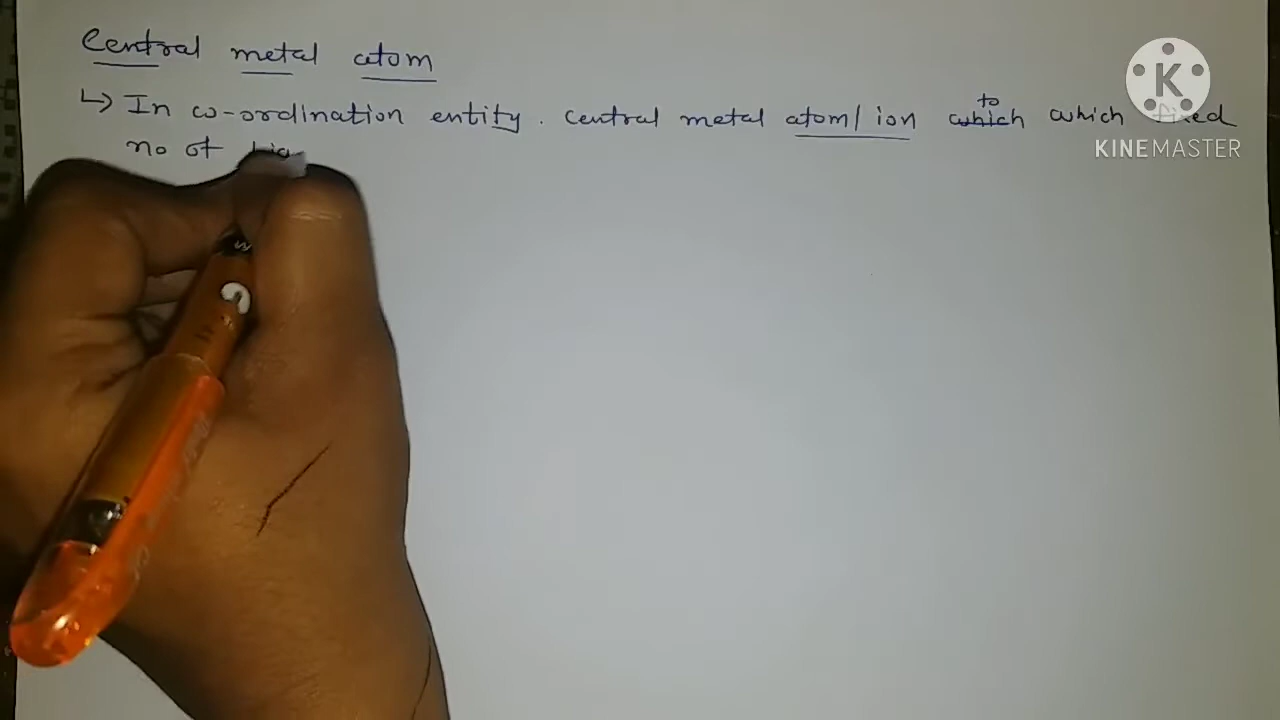 Central metal atom
↳ In co-ordination entity. central metal atom/ion to which which fixed
no of
K
KINEMASTER